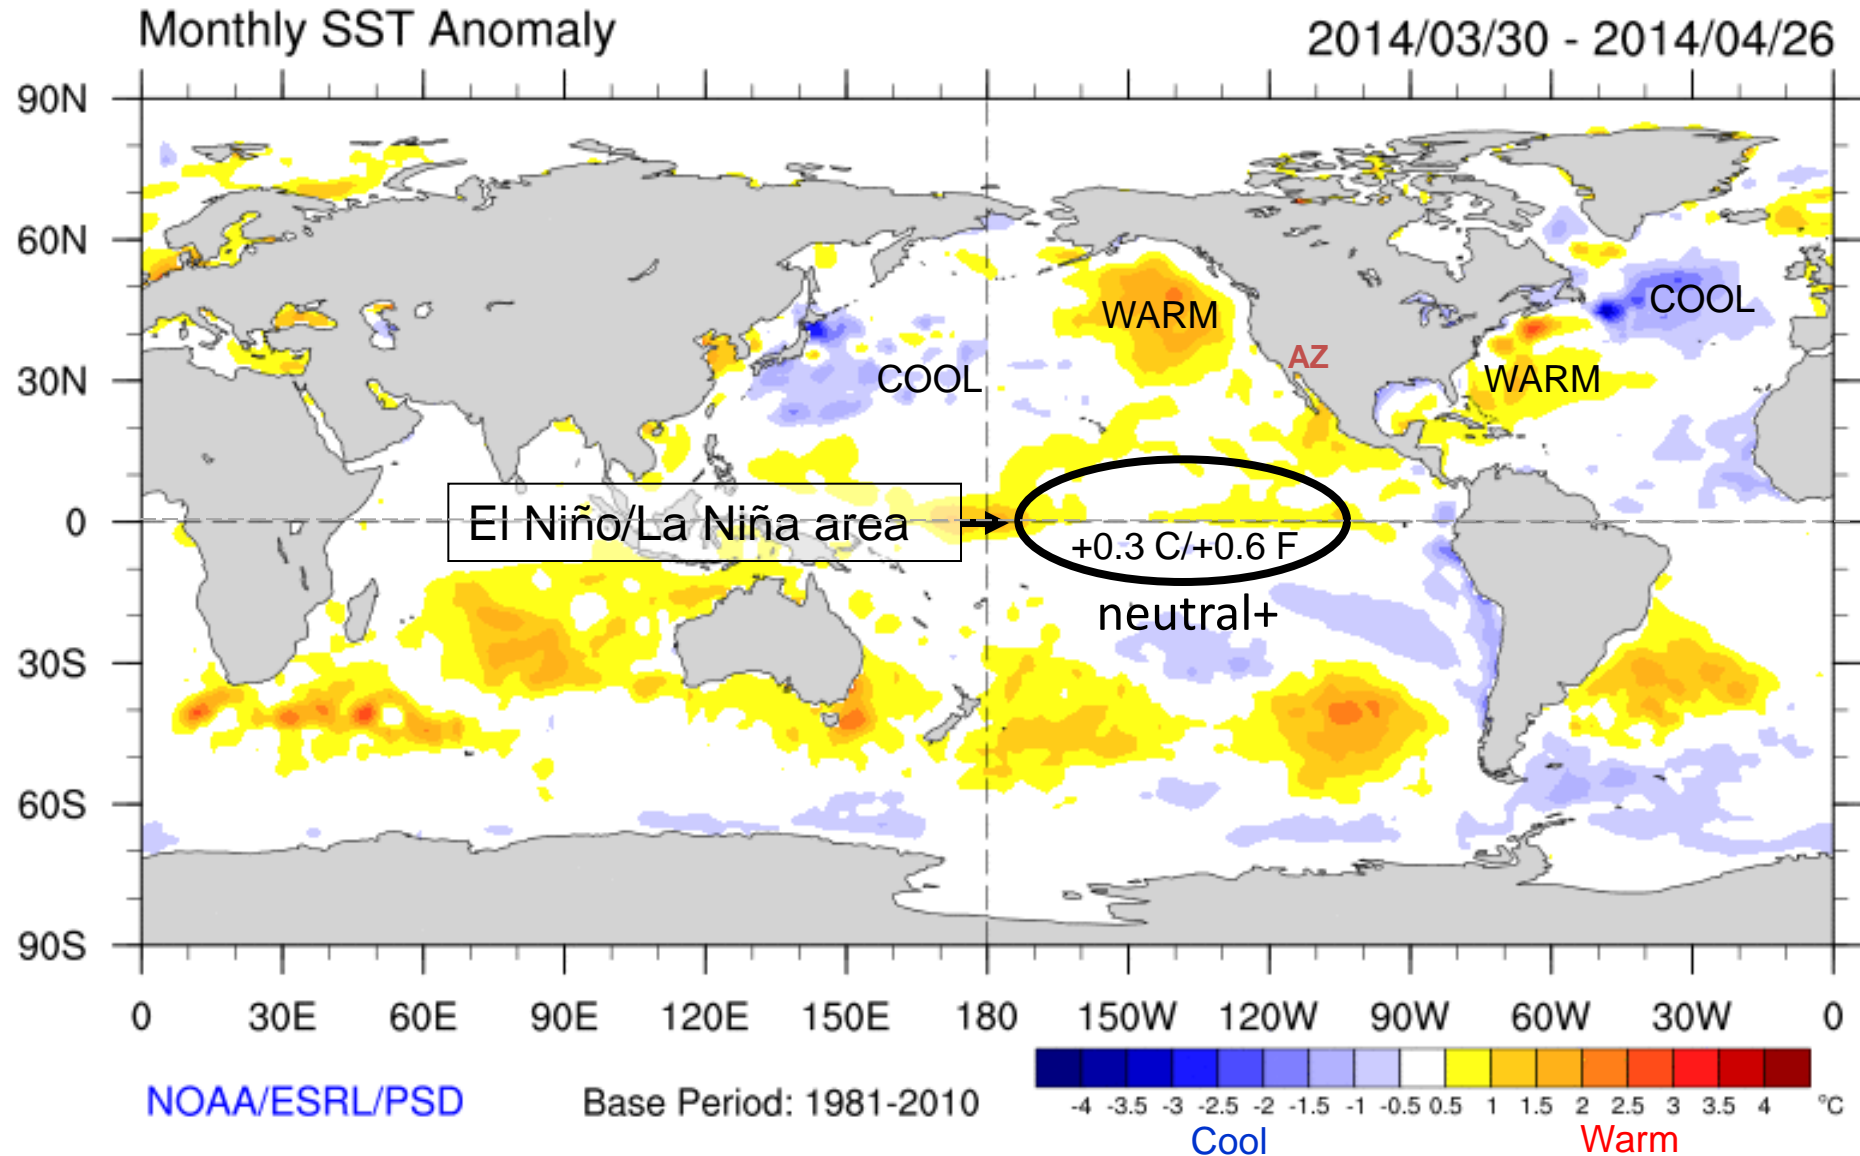 Monthly SST Anomaly
2014/03/30 - 2014/04/26
90N
60N
30N
0
30S
60S
90S
WARM
COOL
AZ
COOL
WARM
El Niño/La Niña area
+0.3 C/+0.6 F
neutral+
0 30E 60E 90E 120E 150E 180 150W 120W 90W 60W 30W 0
NOAA/ESRL/PSD
Base Period: 1981-2010
-4 -3.5 -3 -2.5 -2 -1.5 -1 -0.5 0.5 1 1.5 2 2.5 3 3.5 4 °C
Cool
Warm